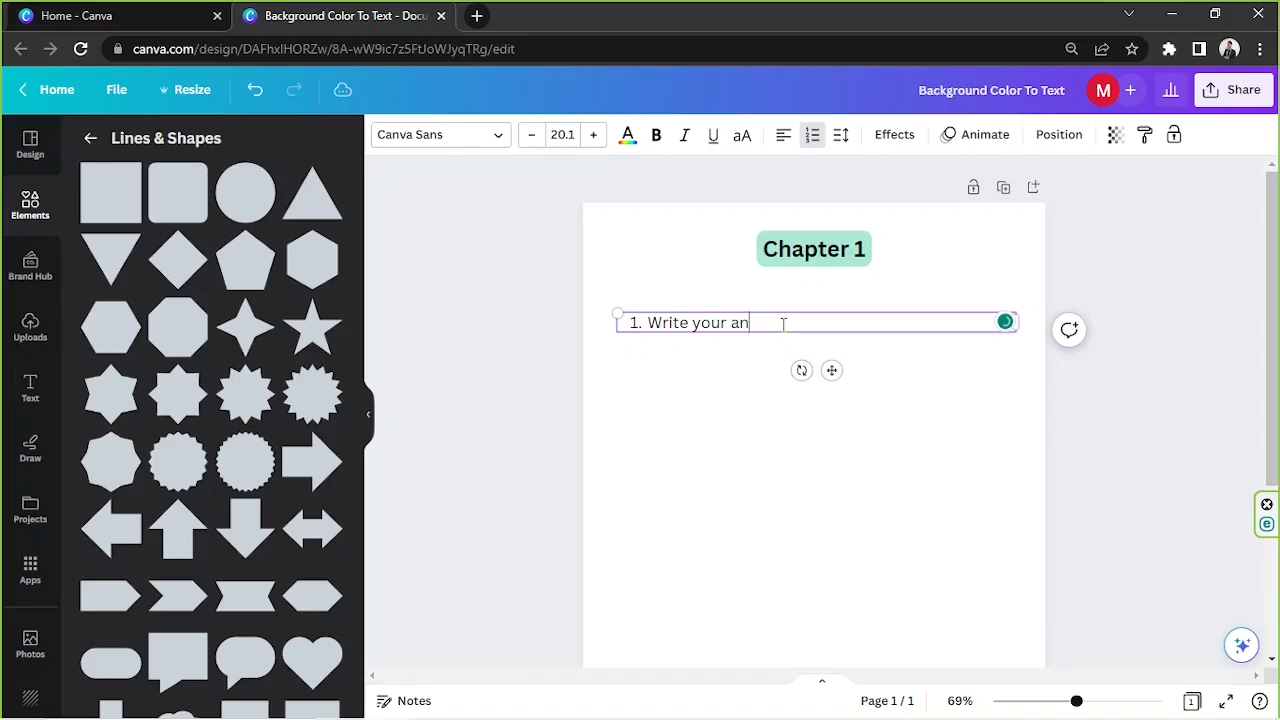 Home - Canva
Background Color To Text - Docu
canva.com/design/DAFhxIHORZw/8A-wW9ic7z5FtJoWJyqTRg/edit
Home
File
Resize
Background Color To Text
M
Share
Design
Elements
Brand Hub
Uploads
Text
Draw
Projects
Apps
Photos
Lines & Shapes
Canva Sans
20.1
A
B
I
U
aA
Effects
Animate
Position
Chapter 1
1. Write your an
Notes
Page 1 / 1
69%
1